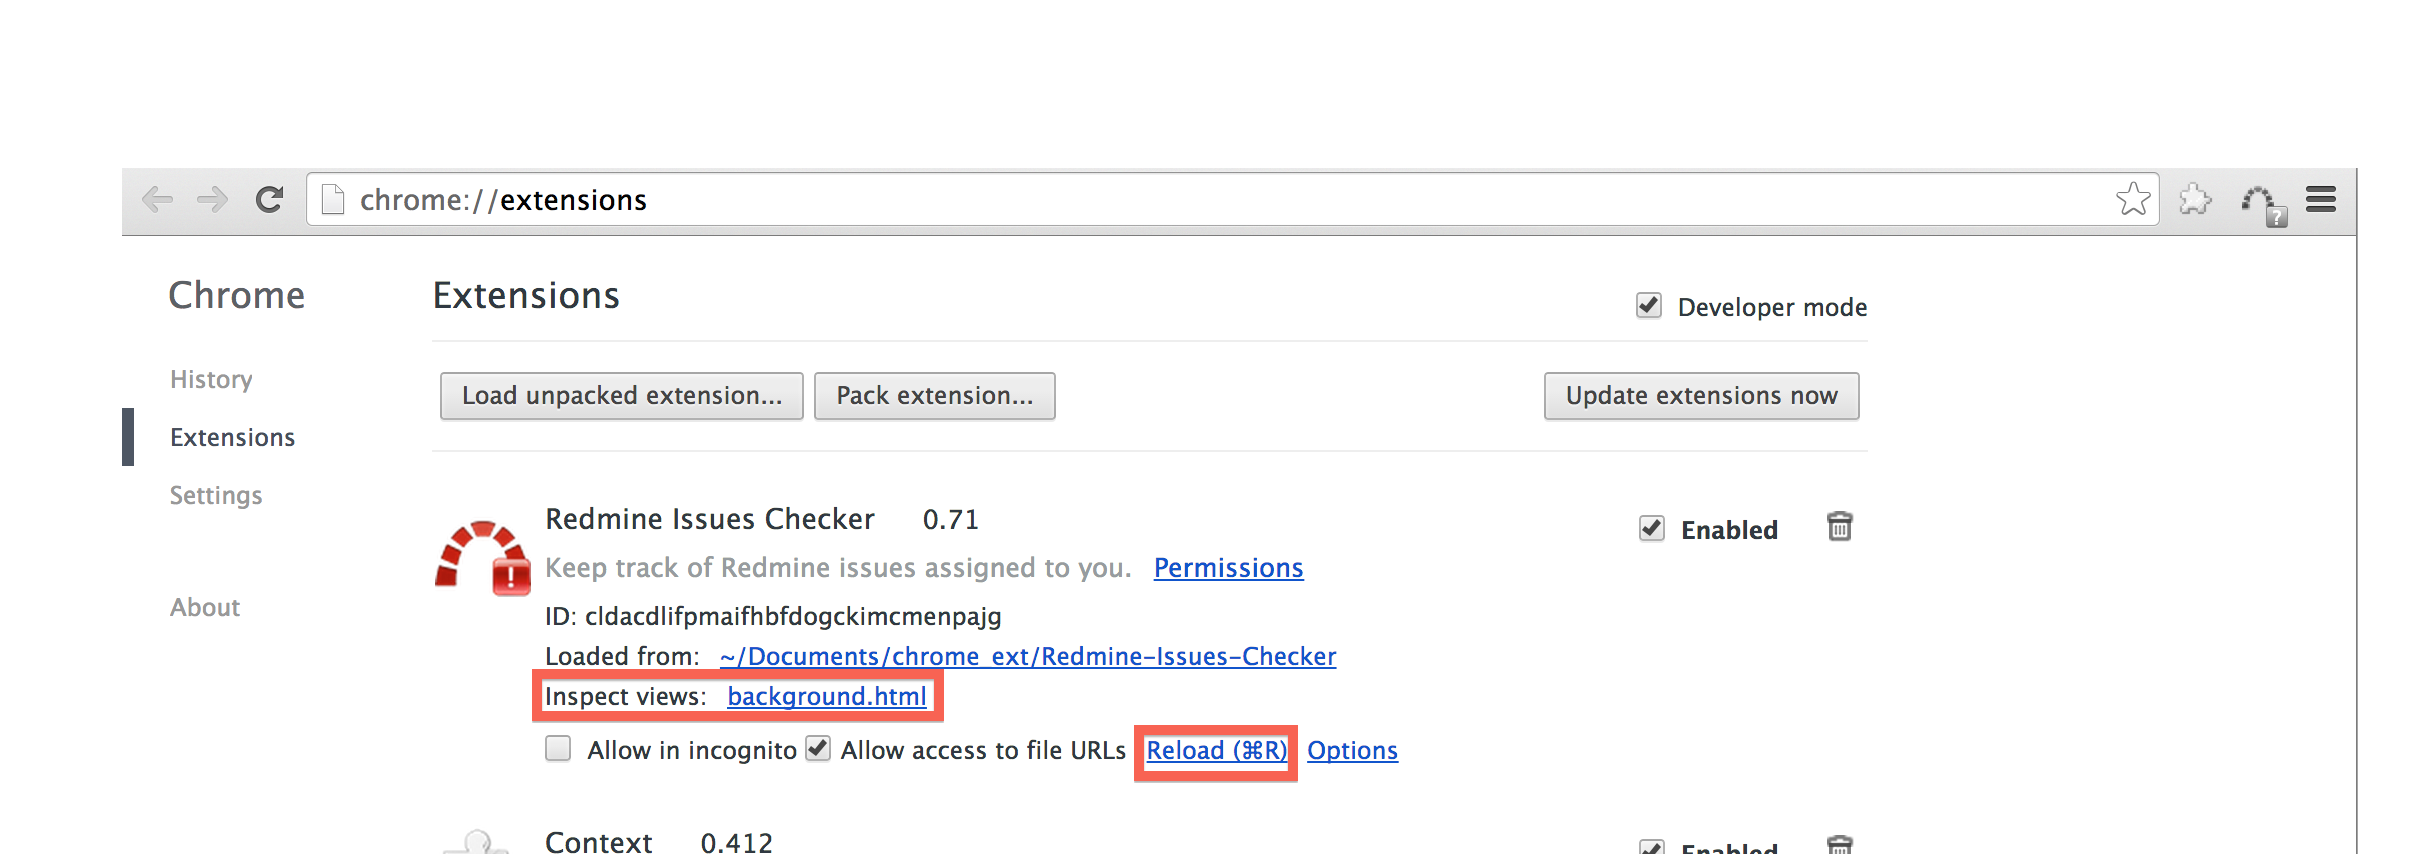 chrome://extensions
?
Chrome
Extensions
Developer mode
History
Load unpacked extension...
Pack extension...
Update extensions now
Extensions
Settings
Redmine Issues Checker 0.71
Enabled
!
Keep track of Redmine issues assigned to you. Permissions
About
ID: cldacdlifpmaifhbfdogckimcmenpajg
Loaded from: ~/Documents/chrome_ext/Redmine-Issues-Checker
Inspect views: background.html
Allow in incognito Allow access to file URLs Reload (⌘R) Options
Context 0.412
Enabled